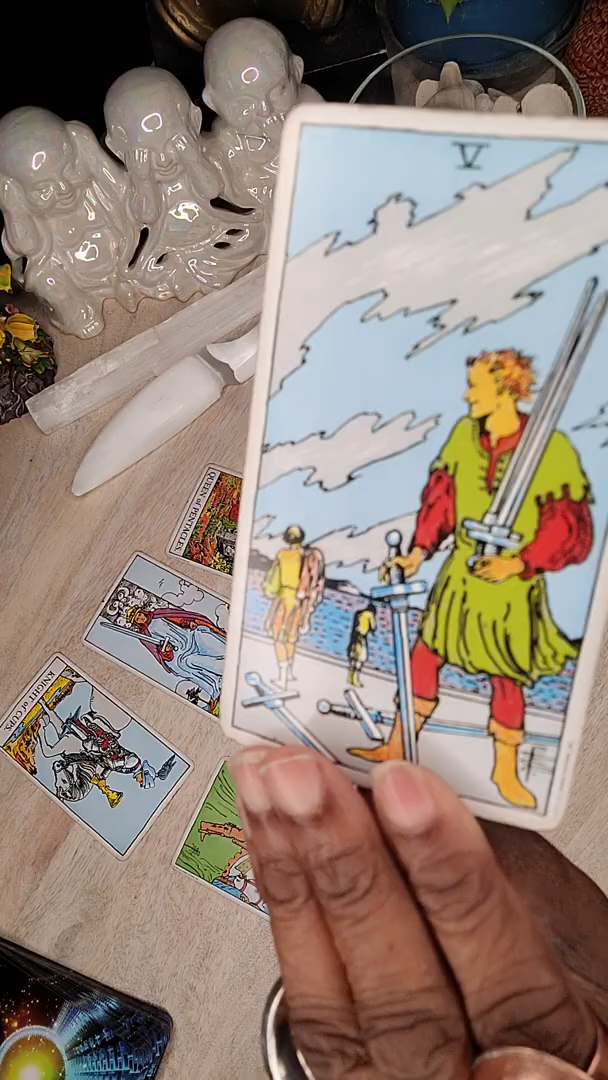 V
QUEEN of PENTACLES
KNIGHT of CUPS.